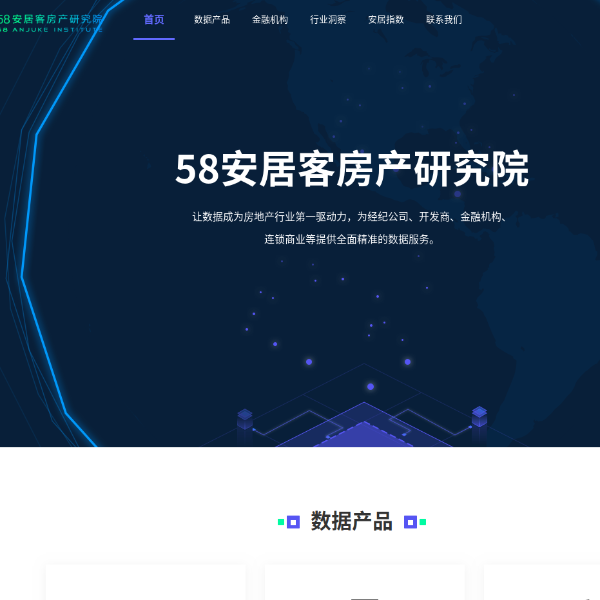 58安居客房产研究院
58 ANJUKE INSTITUTE
首页 数据产品 金融机构 行业洞察 安居指数 联系我们
58安居客房产研究院
让数据成为房地产行业第一驱动力，为经纪公司、开发商、金融机构、
连锁商业等提供全面精准的数据服务。
数据产品